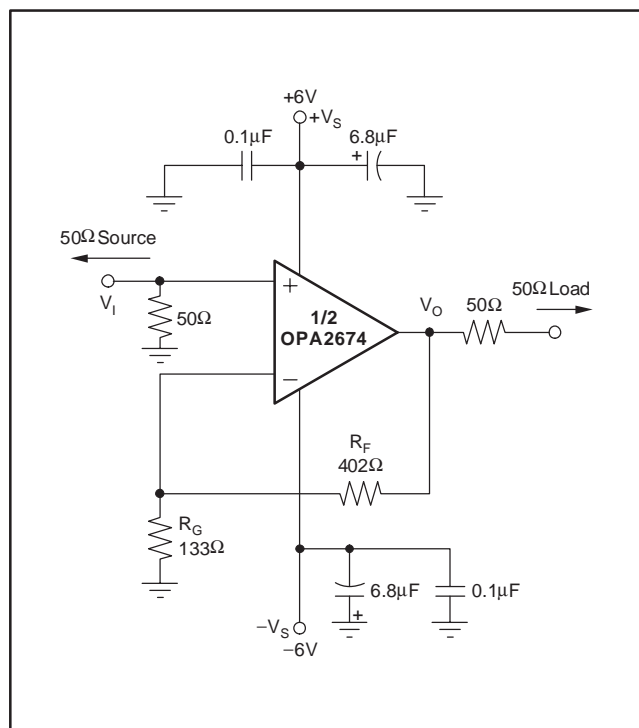 +6V
+V_S
0.1μF
6.8μF
+
50Ω Source
V_I
50Ω
+
1/2
OPA2674
−
V_O
50Ω
50Ω Load
R_F
402Ω
R_G
133Ω
6.8μF
+
0.1μF
−V_S
−6V